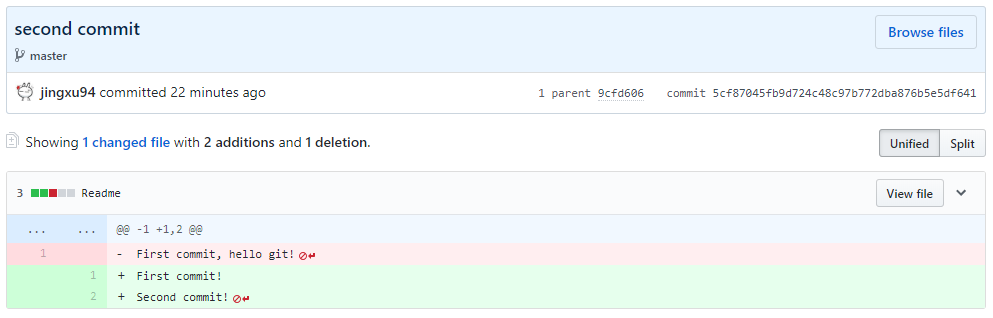 second commit
Browse files
master
jingxu94 committed 22 minutes ago
1 parent 9cfd606 commit 5cf87045fb9d724c48c97b772dba876b5e5df641
Showing 1 changed file with 2 additions and 1 deletion.
Unified Split
3 Readme
View file
... ... @@ -1 +1,2 @@
1 - First commit, hello git!
1 + First commit!
2 + Second commit!